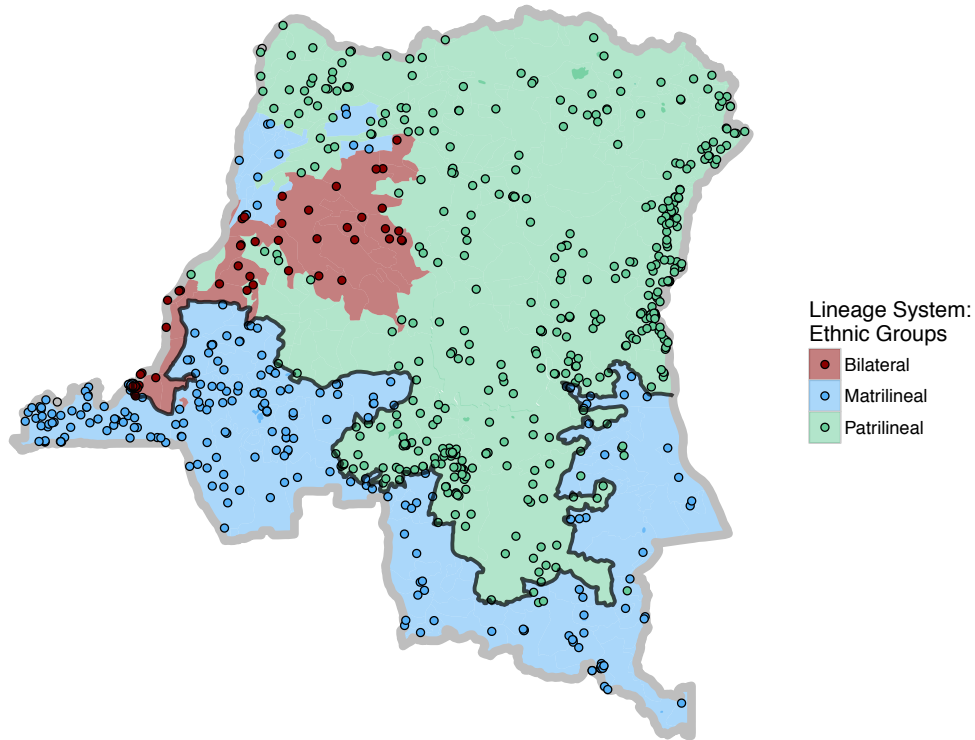 Lineage System:
Ethnic Groups
Bilateral
Matrilineal
Patrilineal